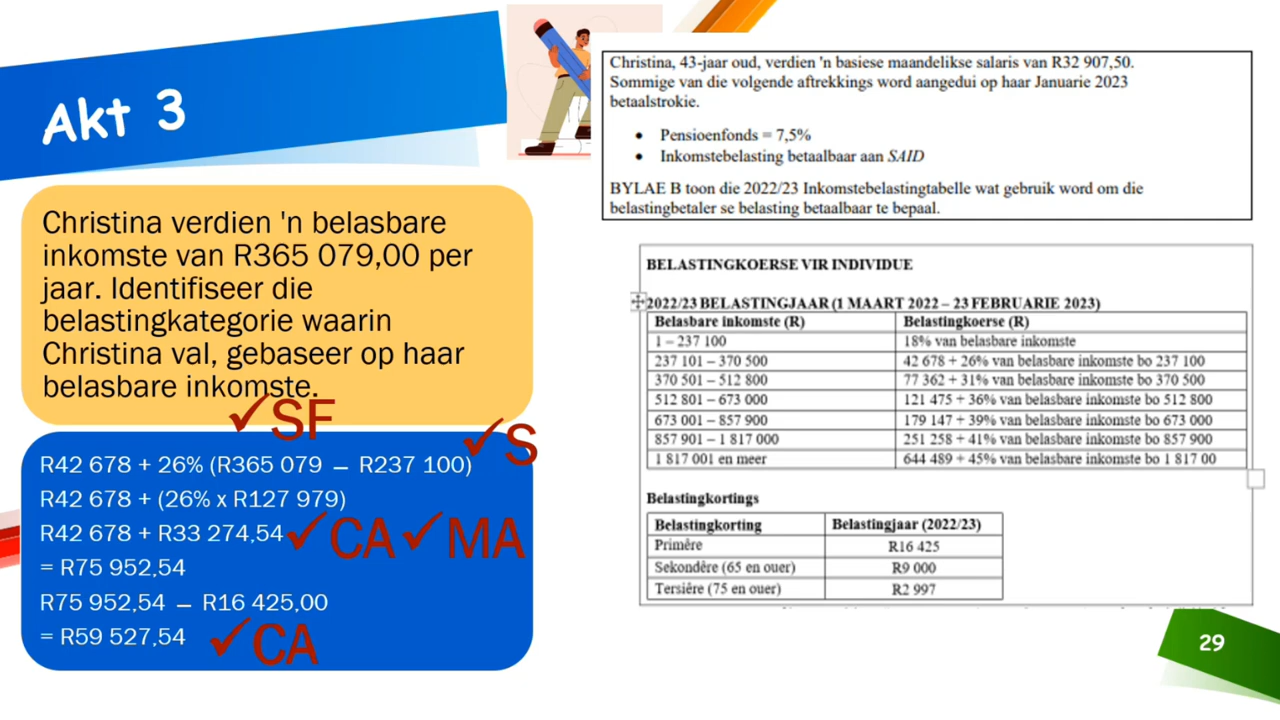 Akt 3
Christina verdien 'n belasbare
inkomste van R365 079,00 per
jaar. Identifiseer die
belastingkategorie waarin
Christina val, gebaseer op haar
belasbare inkomste.
✓SF
✓S
R42 678 + 26% (R365 079 – R237 100)
R42 678 + (26% x R127 979)
R42 678 + R33 274,54
✓CA ✓MA
= R75 952,54
R75 952,54 – R16 425,00
= R59 527,54
✓CA
Christina, 43-jaar oud, verdien 'n basiese maandelikse salaris van R32 907,50.
Sommige van die volgende aftrekkings word aangedui op haar Januarie 2023
betaalstrokie.
• Pensioenfonds = 7,5%
• Inkomstebelasting betaalbaar aan SAID
BYLAE B toon die 2022/23 Inkomstebelastingtabelle wat gebruik word om die
belastingbetaler se belasting betaalbaar te bepaal.
BELASTINGKOERSE VIR INDIVIDUE
2022/23 BELASTINGJAAR (1 MAART 2022 – 23 FEBRUARIE 2023)
Belasbare inkomste (R) Belastingkoerse (R)
1 – 237 100 18% van belasbare inkomste
237 101 – 370 500 42 678 + 26% van belasbare inkomste bo 237 100
370 501 – 512 800 77 362 + 31% van belasbare inkomste bo 370 500
512 801 – 673 000 121 475 + 36% van belasbare inkomste bo 512 800
673 001 – 857 900 179 147 + 39% van belasbare inkomste bo 673 000
857 901 – 1 817 000 251 258 + 41% van belasbare inkomste bo 857 900
1 817 001 en meer 644 489 + 45% van belasbare inkomste bo 1 817 00
Belastingkortings
Belastingkorting Belastingjaar (2022/23)
Primêre R16 425
Sekondêre (65 en ouer) R9 000
Tersiêre (75 en ouer) R2 997
29